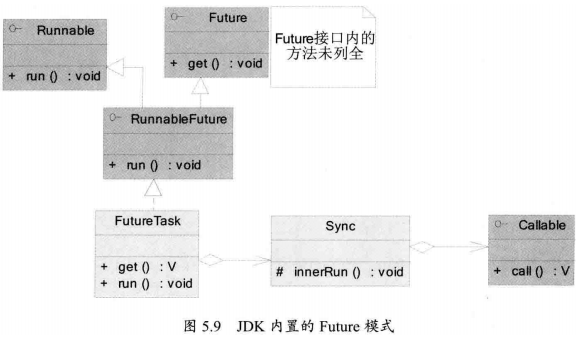 Runnable
+ run () : void
Future
+ get () : void
Future接口内的
方法未列全
RunnableFuture
+ run () : void
FutureTask
+ get () : V
+ run () : void
Sync
# innerRun () : void
Callable
+ call () : V
图 5.9 JDK 内置的 Future 模式